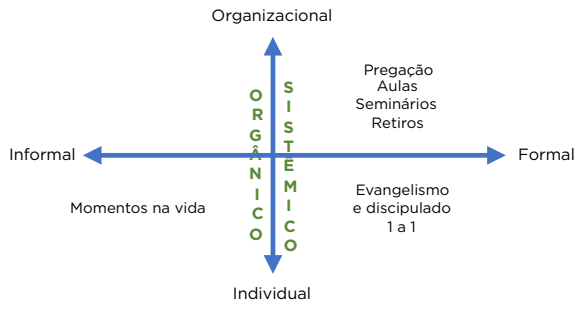 Organizacional
Pregação
Aulas
Seminários
Retiros
ORGÂNICO
SISTÊMICO
Informal
Formal
Momentos na vida
Evangelismo
e discipulado
1 a 1
Individual